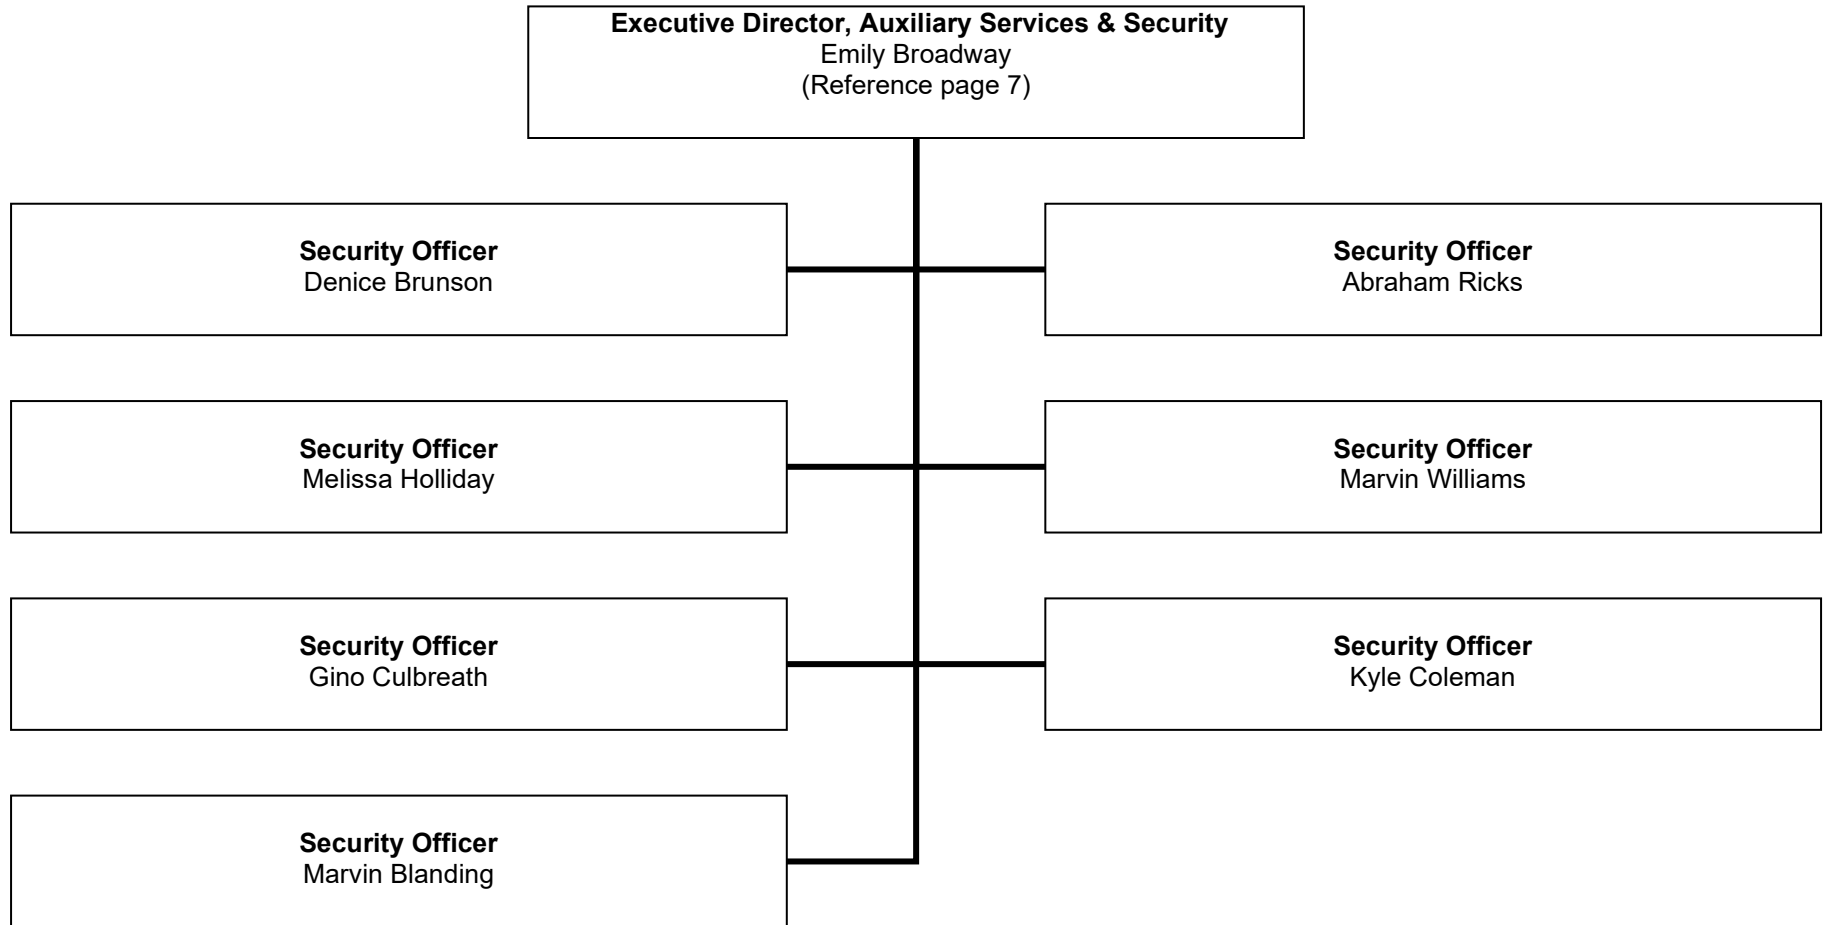 Executive Director, Auxiliary Services & Security
Emily Broadway
(Reference page 7)
Security Officer
Denice Brunson
Security Officer
Abraham Ricks
Security Officer
Melissa Holliday
Security Officer
Marvin Williams
Security Officer
Gino Culbreath
Security Officer
Kyle Coleman
Security Officer
Marvin Blanding